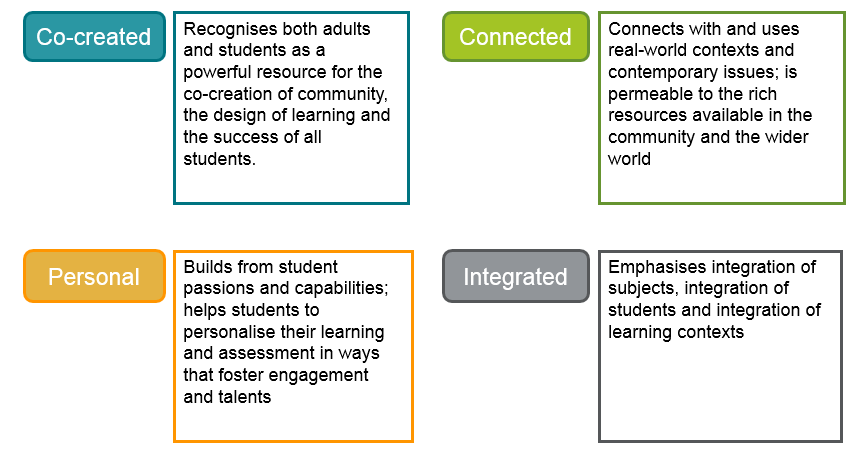 Co-created
Recognises both adults
and students as a
powerful resource for the
co-creation of community,
the design of learning and
the success of all
students.
Connected
Connects with and uses
real-world contexts and
contemporary issues; is
permeable to the rich
resources available in the
community and the wider
world
Personal
Builds from student
passions and capabilities;
helps students to
personalise their learning
and assessment in ways
that foster engagement
and talents
Integrated
Emphasises integration of
subjects, integration of
students and integration of
learning contexts